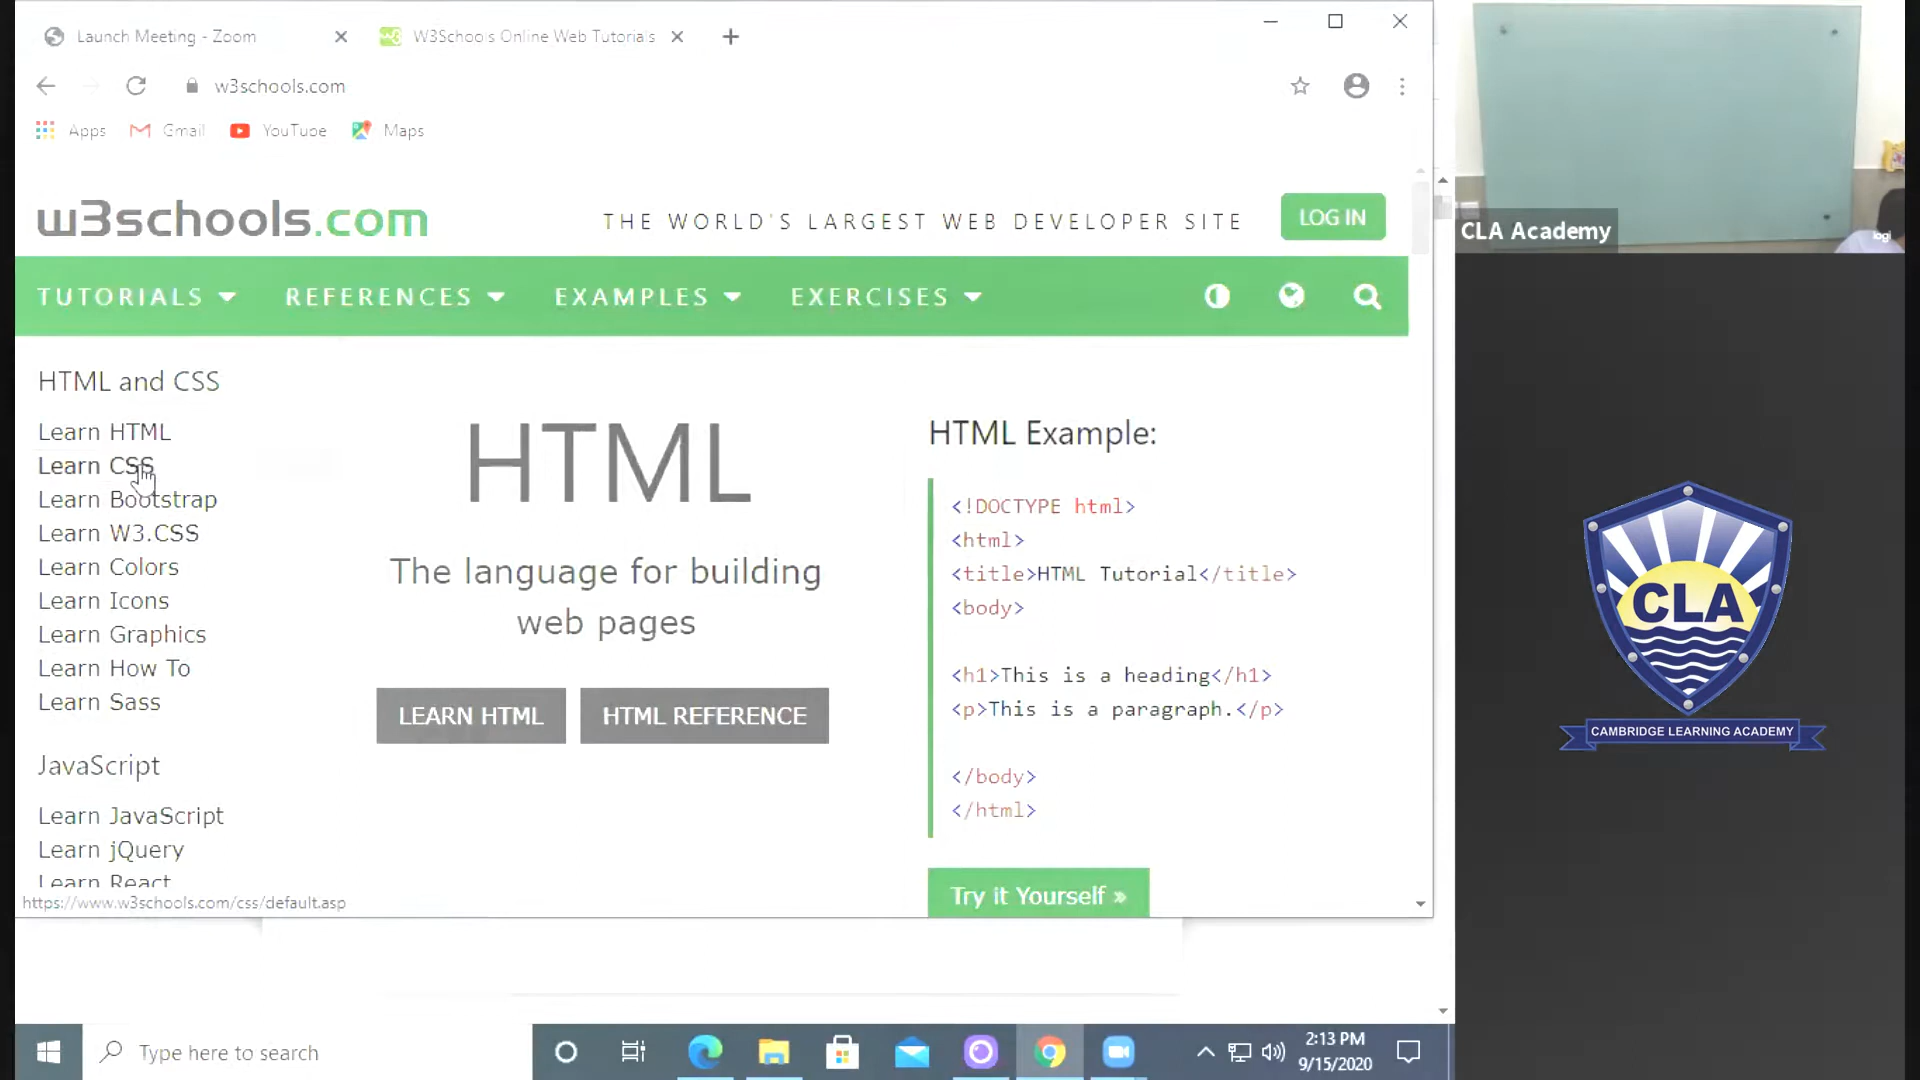 Launch Meeting - Zoom
W3Schools Online Web Tutorials
w3schools.com
Apps
Gmail
YouTube
Maps
w3schools.com
THE WORLD'S LARGEST WEB DEVELOPER SITE
LOG IN
TUTORIALS
REFERENCES
EXAMPLES
EXERCISES
HTML and CSS
Learn HTML
Learn CSS
Learn Bootstrap
Learn W3.CSS
Learn Colors
Learn Icons
Learn Graphics
Learn How To
Learn Sass
JavaScript
Learn JavaScript
Learn jQuery
Learn React
https://www.w3schools.com/css/default.asp
HTML
The language for building
web pages
LEARN HTML
HTML REFERENCE
HTML Example:
<!DOCTYPE html>
<html>
<title>HTML Tutorial</title>
<body>
<h1>This is a heading</h1>
<p>This is a paragraph.</p>
</body>
</html>
Try it Yourself »
CLA Academy
logi
CLA
CAMBRIDGE LEARNING ACADEMY
Type here to search
2:13 PM
9/15/2020